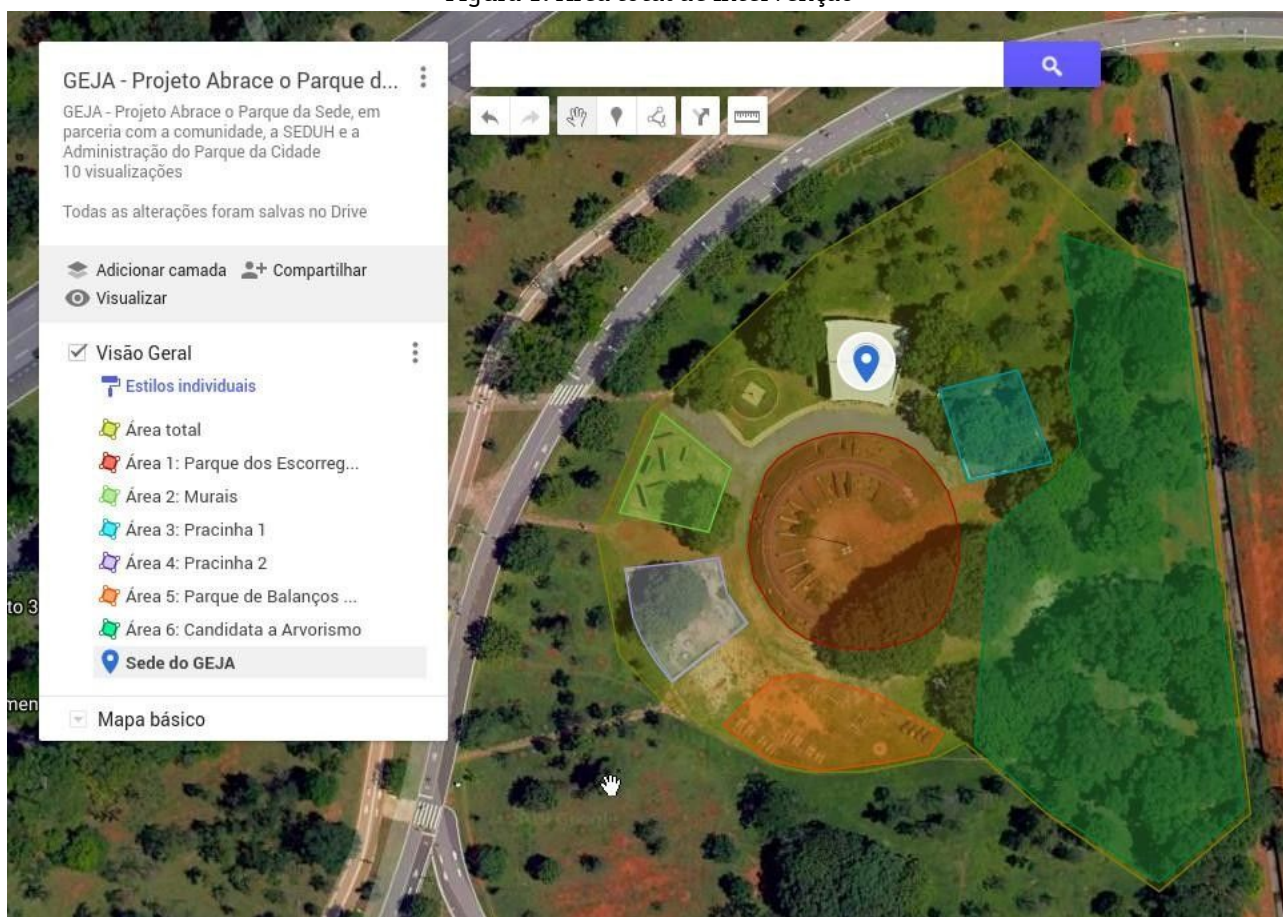 GEJA - Projeto Abrace o Parque d...
GEJA - Projeto Abrace o Parque da Sede, em
parceria com a comunidade, a SEDUH e a
Administração do Parque da Cidade
10 visualizações
Todas as alterações foram salvas no Drive
Adicionar camada Compartilhar
Visualizar
Visão Geral
Estilos individuais
Área total
Área 1: Parque dos Escorreg...
Área 2: Murais
Área 3: Pracinha 1
Área 4: Pracinha 2
Área 5: Parque de Balanços ...
Área 6: Candidata a Arvorismo
Sede do GEJA
Mapa básico
to 3
men